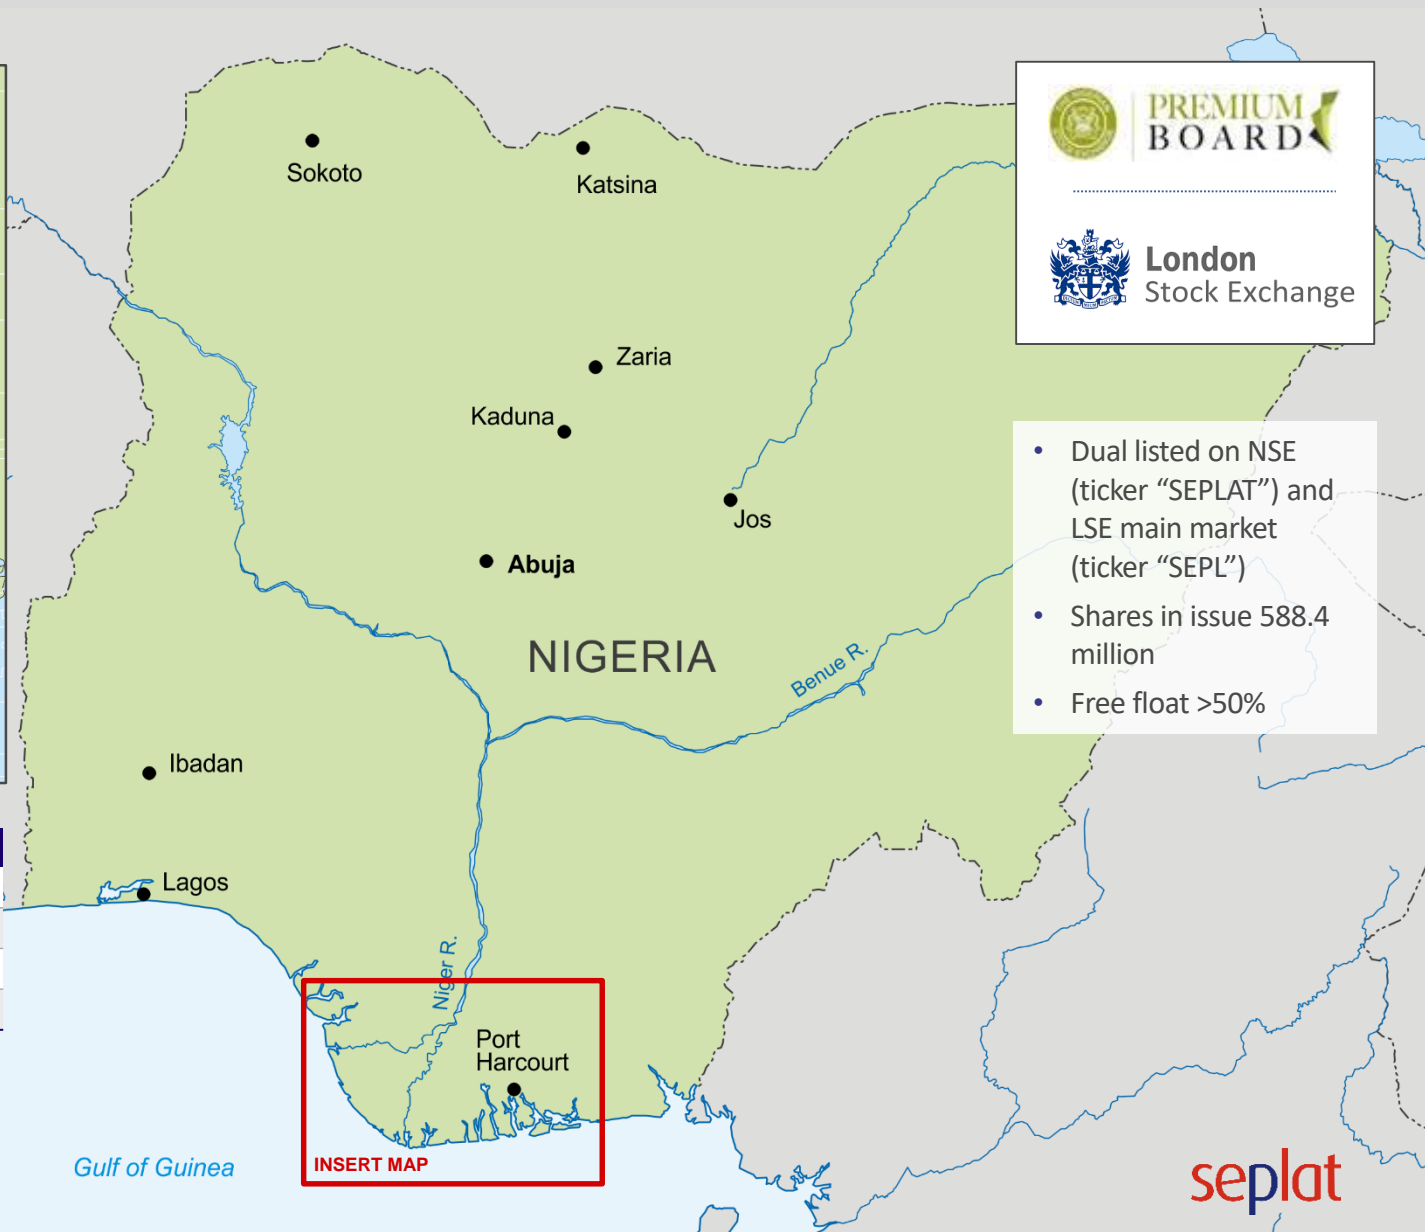 PREMIUM
BOARD
London
Stock Exchange
Sokoto
Katsina
Zaria
Kaduna
Jos
Abuja
NIGERIA
Benue R.
• Dual listed on NSE
(ticker “SEPLAT”) and
LSE main market
(ticker “SEPL”)
• Shares in issue 588.4
million
• Free float >50%
Ibadan
Lagos
Niger R.
Port
Harcourt
INSERT MAP
Gulf of Guinea
seplat